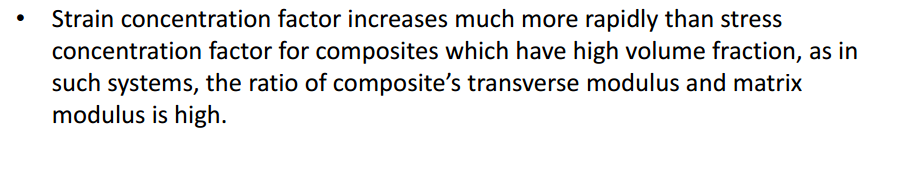 • Strain concentration factor increases much more rapidly than stress
concentration factor for composites which have high volume fraction, as in
such systems, the ratio of composite’s transverse modulus and matrix
modulus is high.